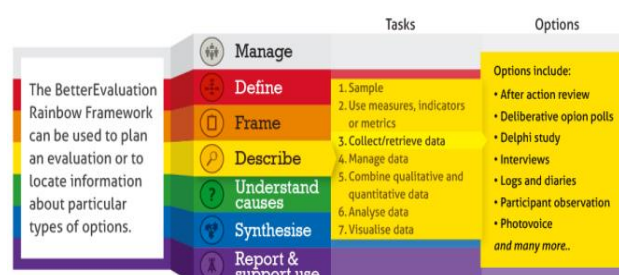 Tasks
Options
The BetterEvaluation
Rainbow Framework
can be used to plan
an evaluation or to
locate information
about particular
types of options.
Manage
Define
Frame
Describe
Understand
causes
Synthesise
Report &
support use
1. Sample
2. Use measures, indicators
or metrics
3. Collect/retrieve data
4. Manage data
5. Combine qualitative and
quantitative data
6. Analyse data
7. Visualise data
Options include:
• After action review
• Deliberative opion polls
• Delphi study
• Interviews
• Logs and diaries
• Participant observation
• Photovoice
and many more..